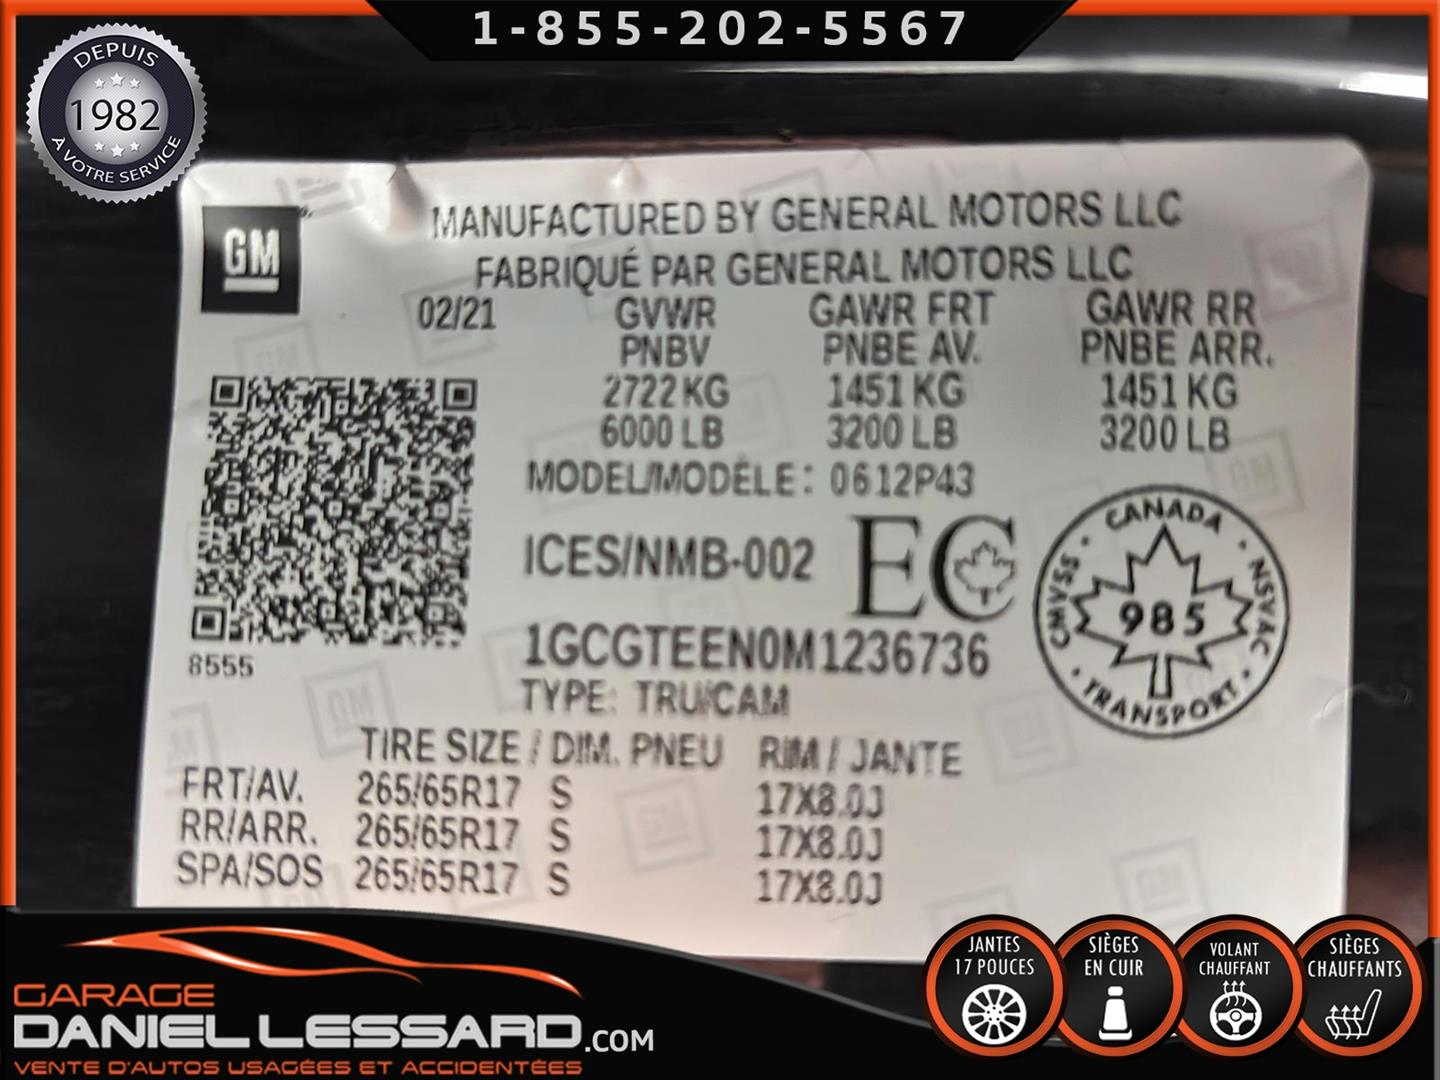 1-855-202-5567
DEPUIS
1982
À VOTRE SERVICE
GM
MANUFACTURED BY GENERAL MOTORS LLC
FABRIQUÉ PAR GENERAL MOTORS LLC
02/21 GVWR GAWR FRT GAWR RR
PNBV PNBE AV. PNBE ARR.
2722 KG 1451 KG 1451 KG
6000 LB 3200 LB 3200 LB
MODEL/MODÈLE: 0612P43
ICES/NMB-002 EC
CANADA
CMVSS 985 NSVAC
TRANSPORT
8555
1GCGTEEN0M1236736
TYPE: TRU/CAM
TIRE SIZE / DIM. PNEU RIM / JANTE
FRT/AV. 265/65R17 S 17X8.0J
RR/ARR. 265/65R17 S 17X8.0J
SPA/SOS 265/65R17 S 17X8.0J
GARAGE
DANIEL LESSARD.COM
VENTE D'AUTOS USAGÉES ET ACCIDENTÉES
JANTES
17 POUCES
SIÈGES
EN CUIR
VOLANT
CHAUFFANT
SIÈGES
CHAUFFANTS